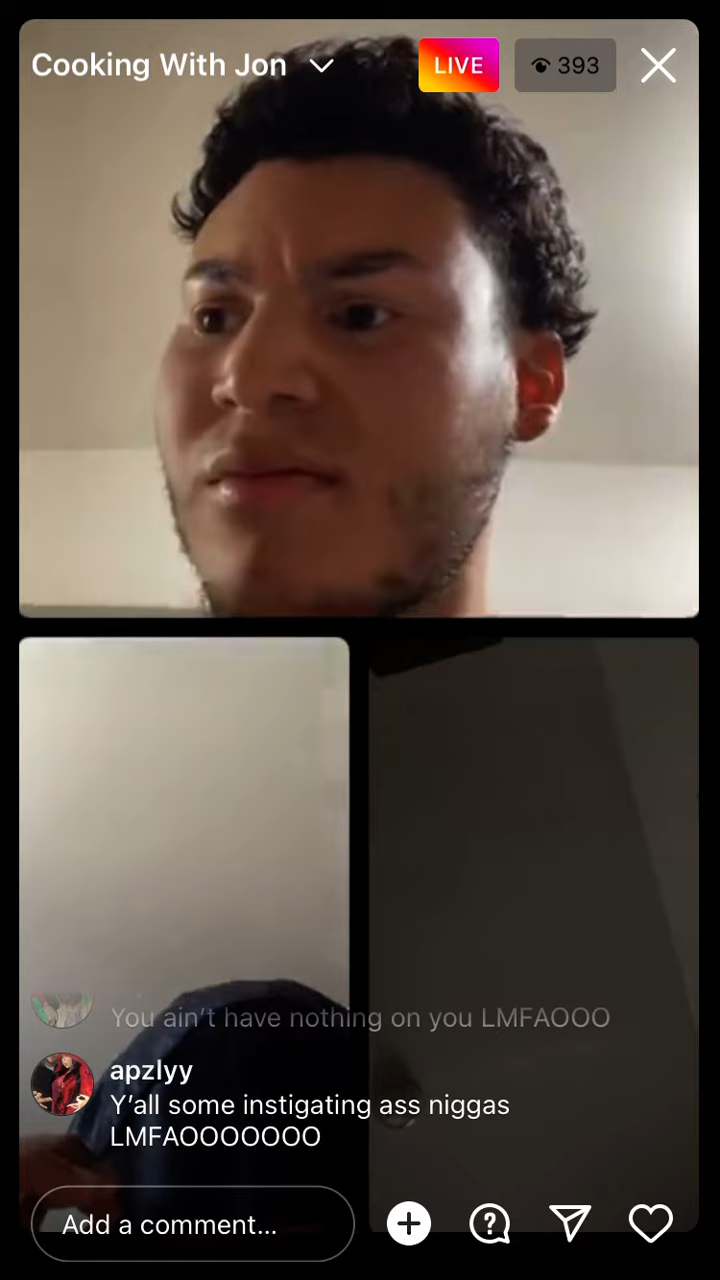 Cooking With Jon
LIVE
393
You ain’t have nothing on you LMFAOOO
apzlyy
Y’all some instigating ass niggas
LMFAOOOOOOO
Add a comment...